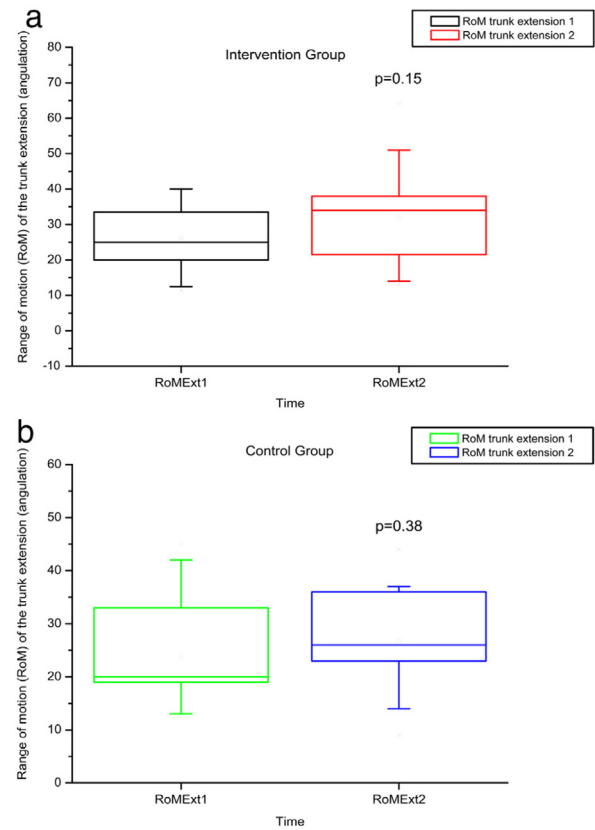 a
RoM trunk extension 1
RoM trunk extension 2
Intervention Group
p=0.15
Range of motion (RoM) of the trunk extension (angulation)
80
70
60
50
40
30
20
10
0
-10
RoMExt1
RoMExt2
Time
b
RoM trunk extension 1
RoM trunk extension 2
Control Group
p=0.38
Range of motion (RoM) of the trunk extension (angulation)
60
50
40
30
20
10
0
RoMExt1
RoMExt2
Time